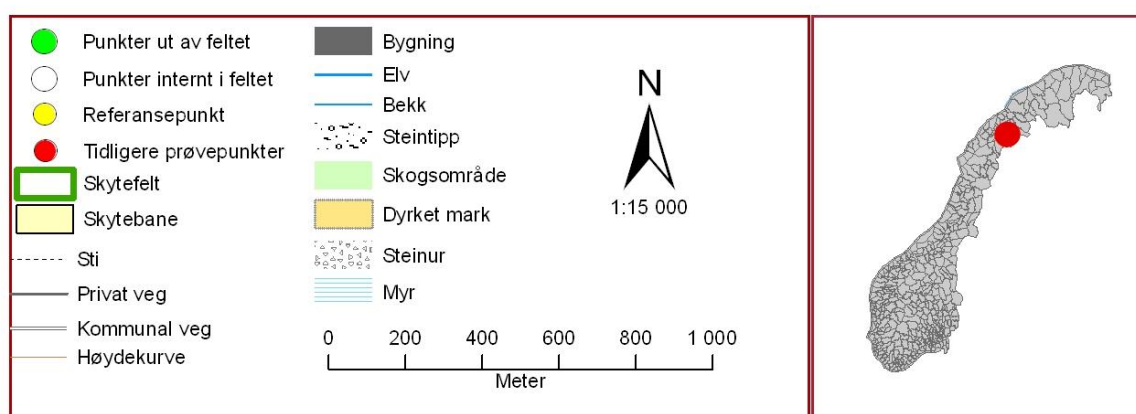 Punkter ut av feltet
Punkter internt i feltet
Referansepunkt
Tidligere prøvepunkter
Skytefelt
Skytebane
Sti
Privat veg
Kommunal veg
Høydekurve
Bygning
Elv
Bekk
Steintipp
Skogsområde
Dyrket mark
Steinur
Myr
N
1:15 000
0 200 400 600 800 1 000
Meter